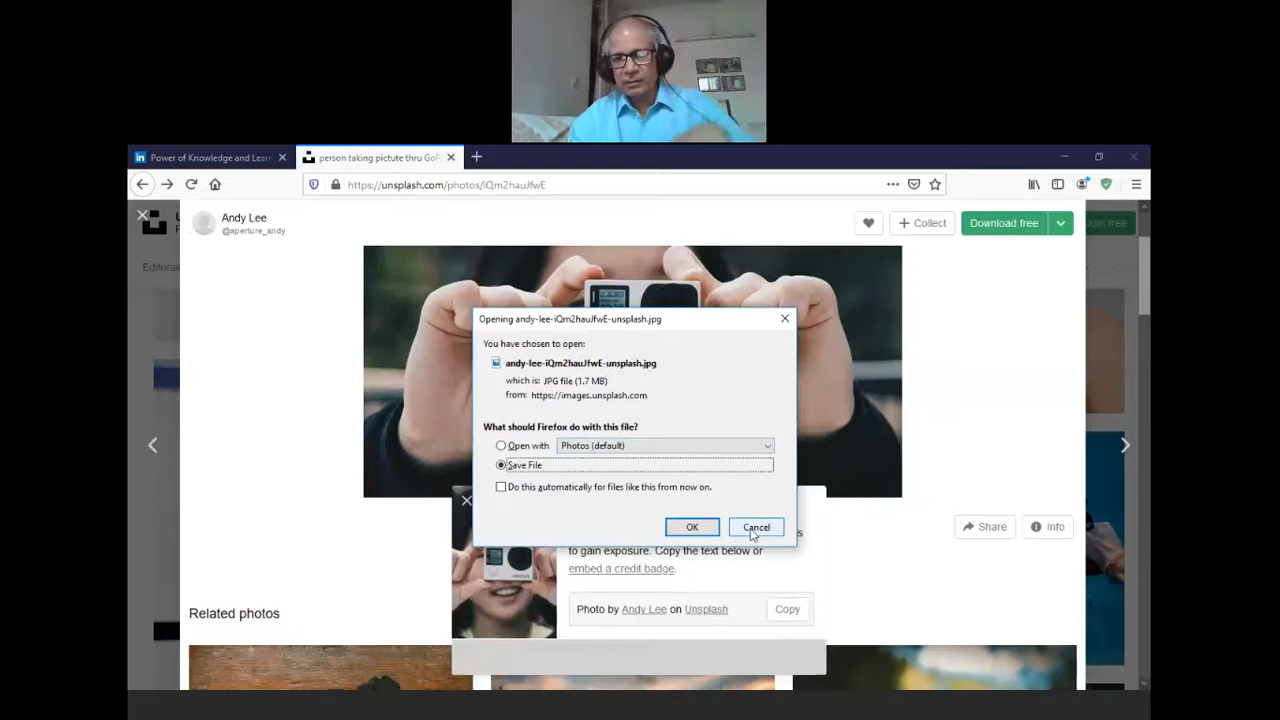 Power of Knowledge and Learn
person taking pictute thru GoP
https://unsplash.com/photos/iQm2hauJfwE
Andy Lee
@aperture_andy
Collect
Download free
Editorial
Opening andy-lee-iQm2hauJfwE-unsplash.jpg
You have chosen to open:
andy-lee-iQm2hauJfwE-unsplash.jpg
which is: JPG file (1.7 MB)
from: https://images.unsplash.com
What should Firefox do with this file?
Open with Photos (default)
Save File
Do this automatically for files like this from now on.
OK Cancel
to gain exposure. Copy the text below or
embed a credit badge.
Photo by Andy Lee on Unsplash Copy
Share Info
Related photos